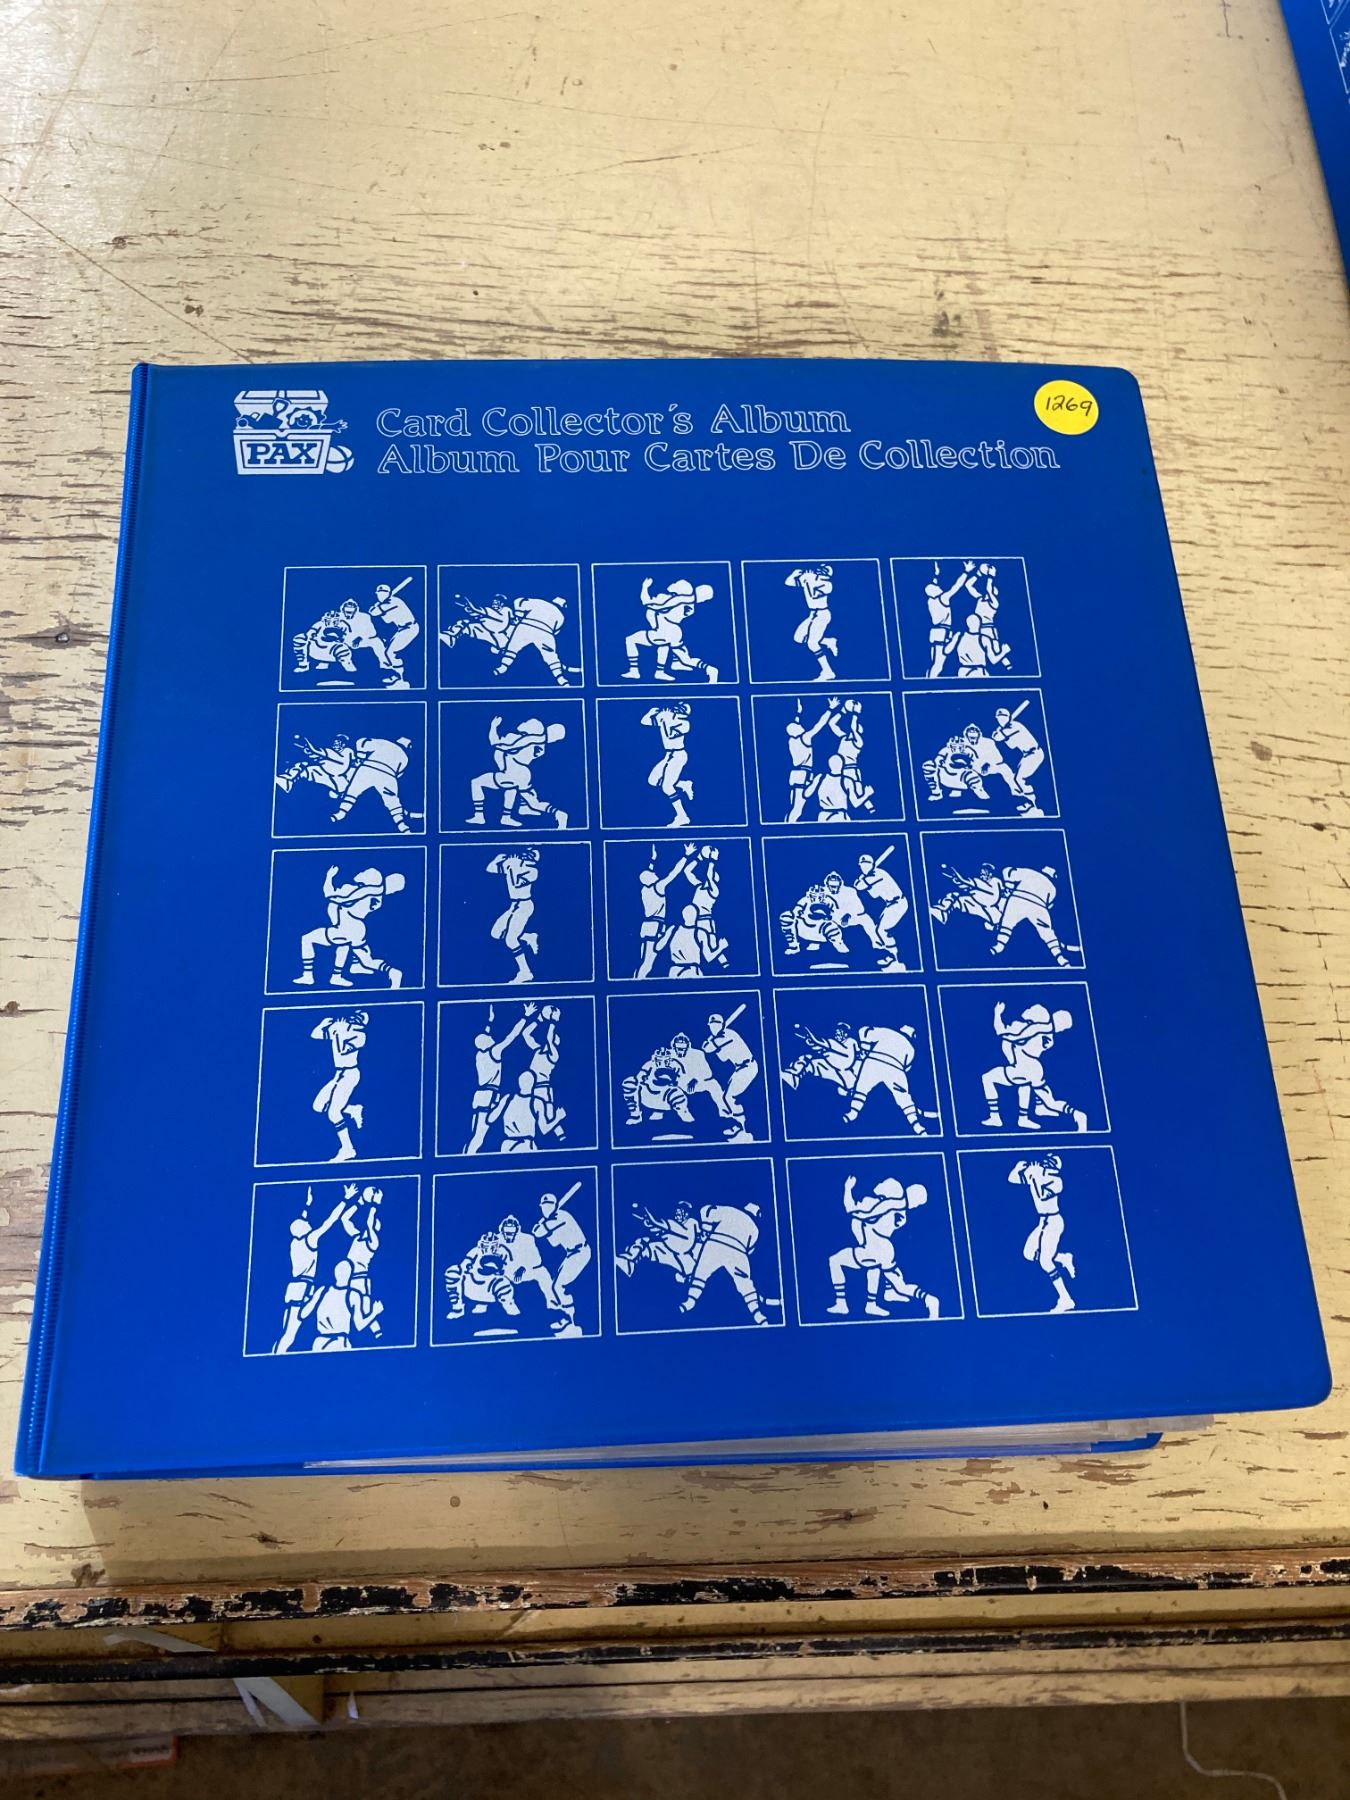 PAX
Card Collector's Album
Album Pour Cartes De Collection
1269